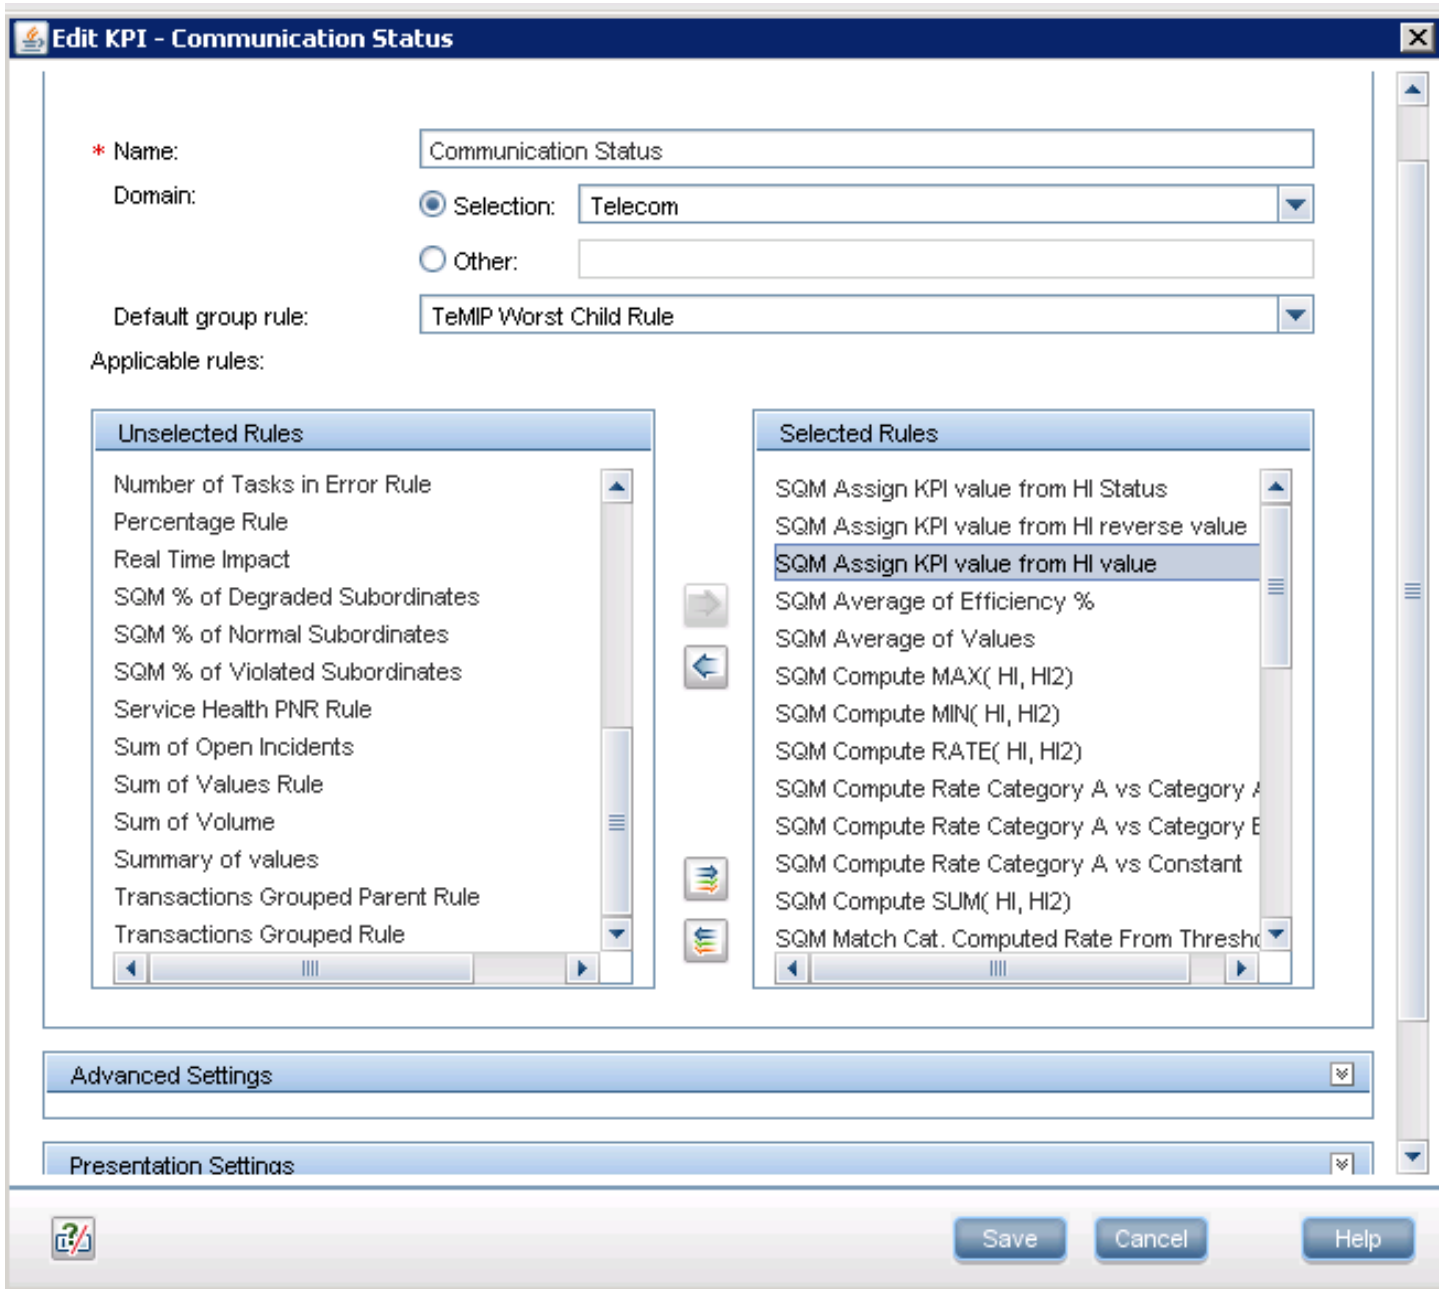 Edit KPI - Communication Status
* Name: Communication Status
Domain: Selection: Telecom
Other:
Default group rule: TeMIP Worst Child Rule
Applicable rules:
Unselected Rules
Number of Tasks in Error Rule
Percentage Rule
Real Time Impact
SQM % of Degraded Subordinates
SQM % of Normal Subordinates
SQM % of Violated Subordinates
Service Health PNR Rule
Sum of Open Incidents
Sum of Values Rule
Sum of Volume
Summary of values
Transactions Grouped Parent Rule
Transactions Grouped Rule
Selected Rules
SQM Assign KPI value from HI Status
SQM Assign KPI value from HI reverse value
SQM Assign KPI value from HI value
SQM Average of Efficiency %
SQM Average of Values
SQM Compute MAX( HI, HI2)
SQM Compute MIN( HI, HI2)
SQM Compute RATE( HI, HI2)
SQM Compute Rate Category A vs Category
SQM Compute Rate Category A vs Category
SQM Compute Rate Category A vs Constant
SQM Compute SUM( HI, HI2)
SQM Match Cat. Computed Rate From Thresho
Advanced Settings
Presentation Settings
Save Cancel Help